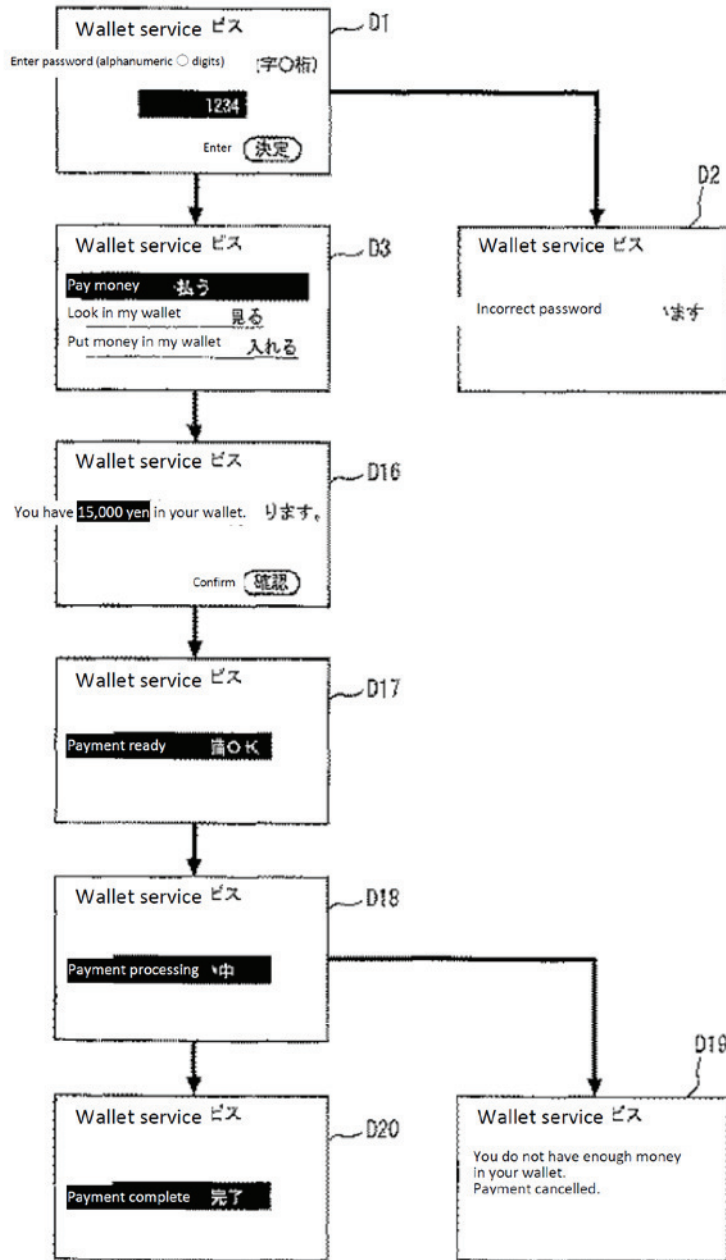 Wallet service ビス
D1
Enter password (alphanumeric ○ digits) 字○桁)
1234
Enter 決定
D2
Wallet service ビス
Incorrect password います
Wallet service ビス
D3
Pay money 払う
Look in my wallet 見る
Put money in my wallet 入れる
Wallet service ビス
D16
You have 15,000 yen in your wallet. ります。
Confirm 確認
Wallet service ビス
D17
Payment ready 備OK
Wallet service ビス
D18
Payment processing 中
D19
Wallet service ビス
You do not have enough money
in your wallet.
Payment cancelled.
Wallet service ビス
D20
Payment complete 完了